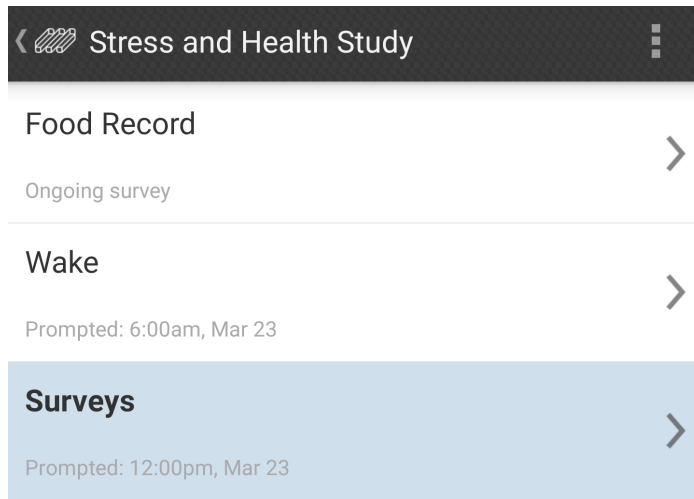 Stress and Health Study
Food Record
Ongoing survey
Wake
Prompted: 6:00am, Mar 23
Surveys
Prompted: 12:00pm, Mar 23